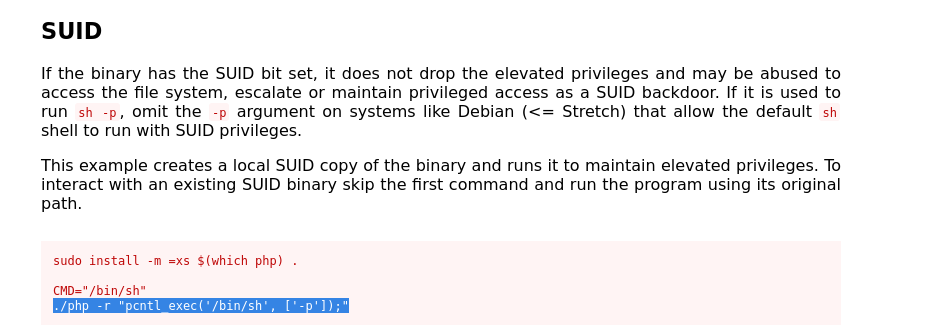 SUID
If the binary has the SUID bit set, it does not drop the elevated privileges and may be abused to
access the file system, escalate or maintain privileged access as a SUID backdoor. If it is used to
run sh -p, omit the -p argument on systems like Debian (<= Stretch) that allow the default sh
shell to run with SUID privileges.
This example creates a local SUID copy of the binary and runs it to maintain elevated privileges. To
interact with an existing SUID binary skip the first command and run the program using its original
path.
sudo install -m =xs $(which php) .
CMD="/bin/sh"
./php -r "pcntl_exec('/bin/sh', ['-p']);"